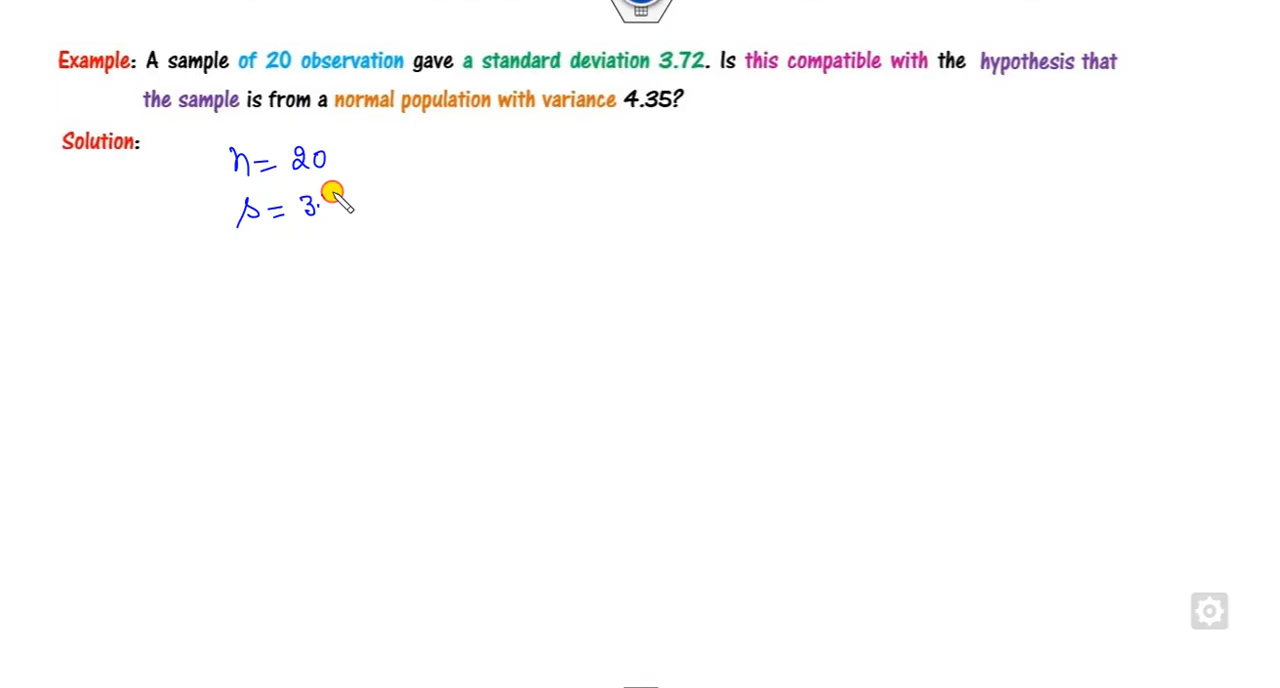 Example: A sample of 20 observation gave a standard deviation 3.72. Is this compatible with the hypothesis that
the sample is from a normal population with variance 4.35?
Solution:
n = 20
s = 3.